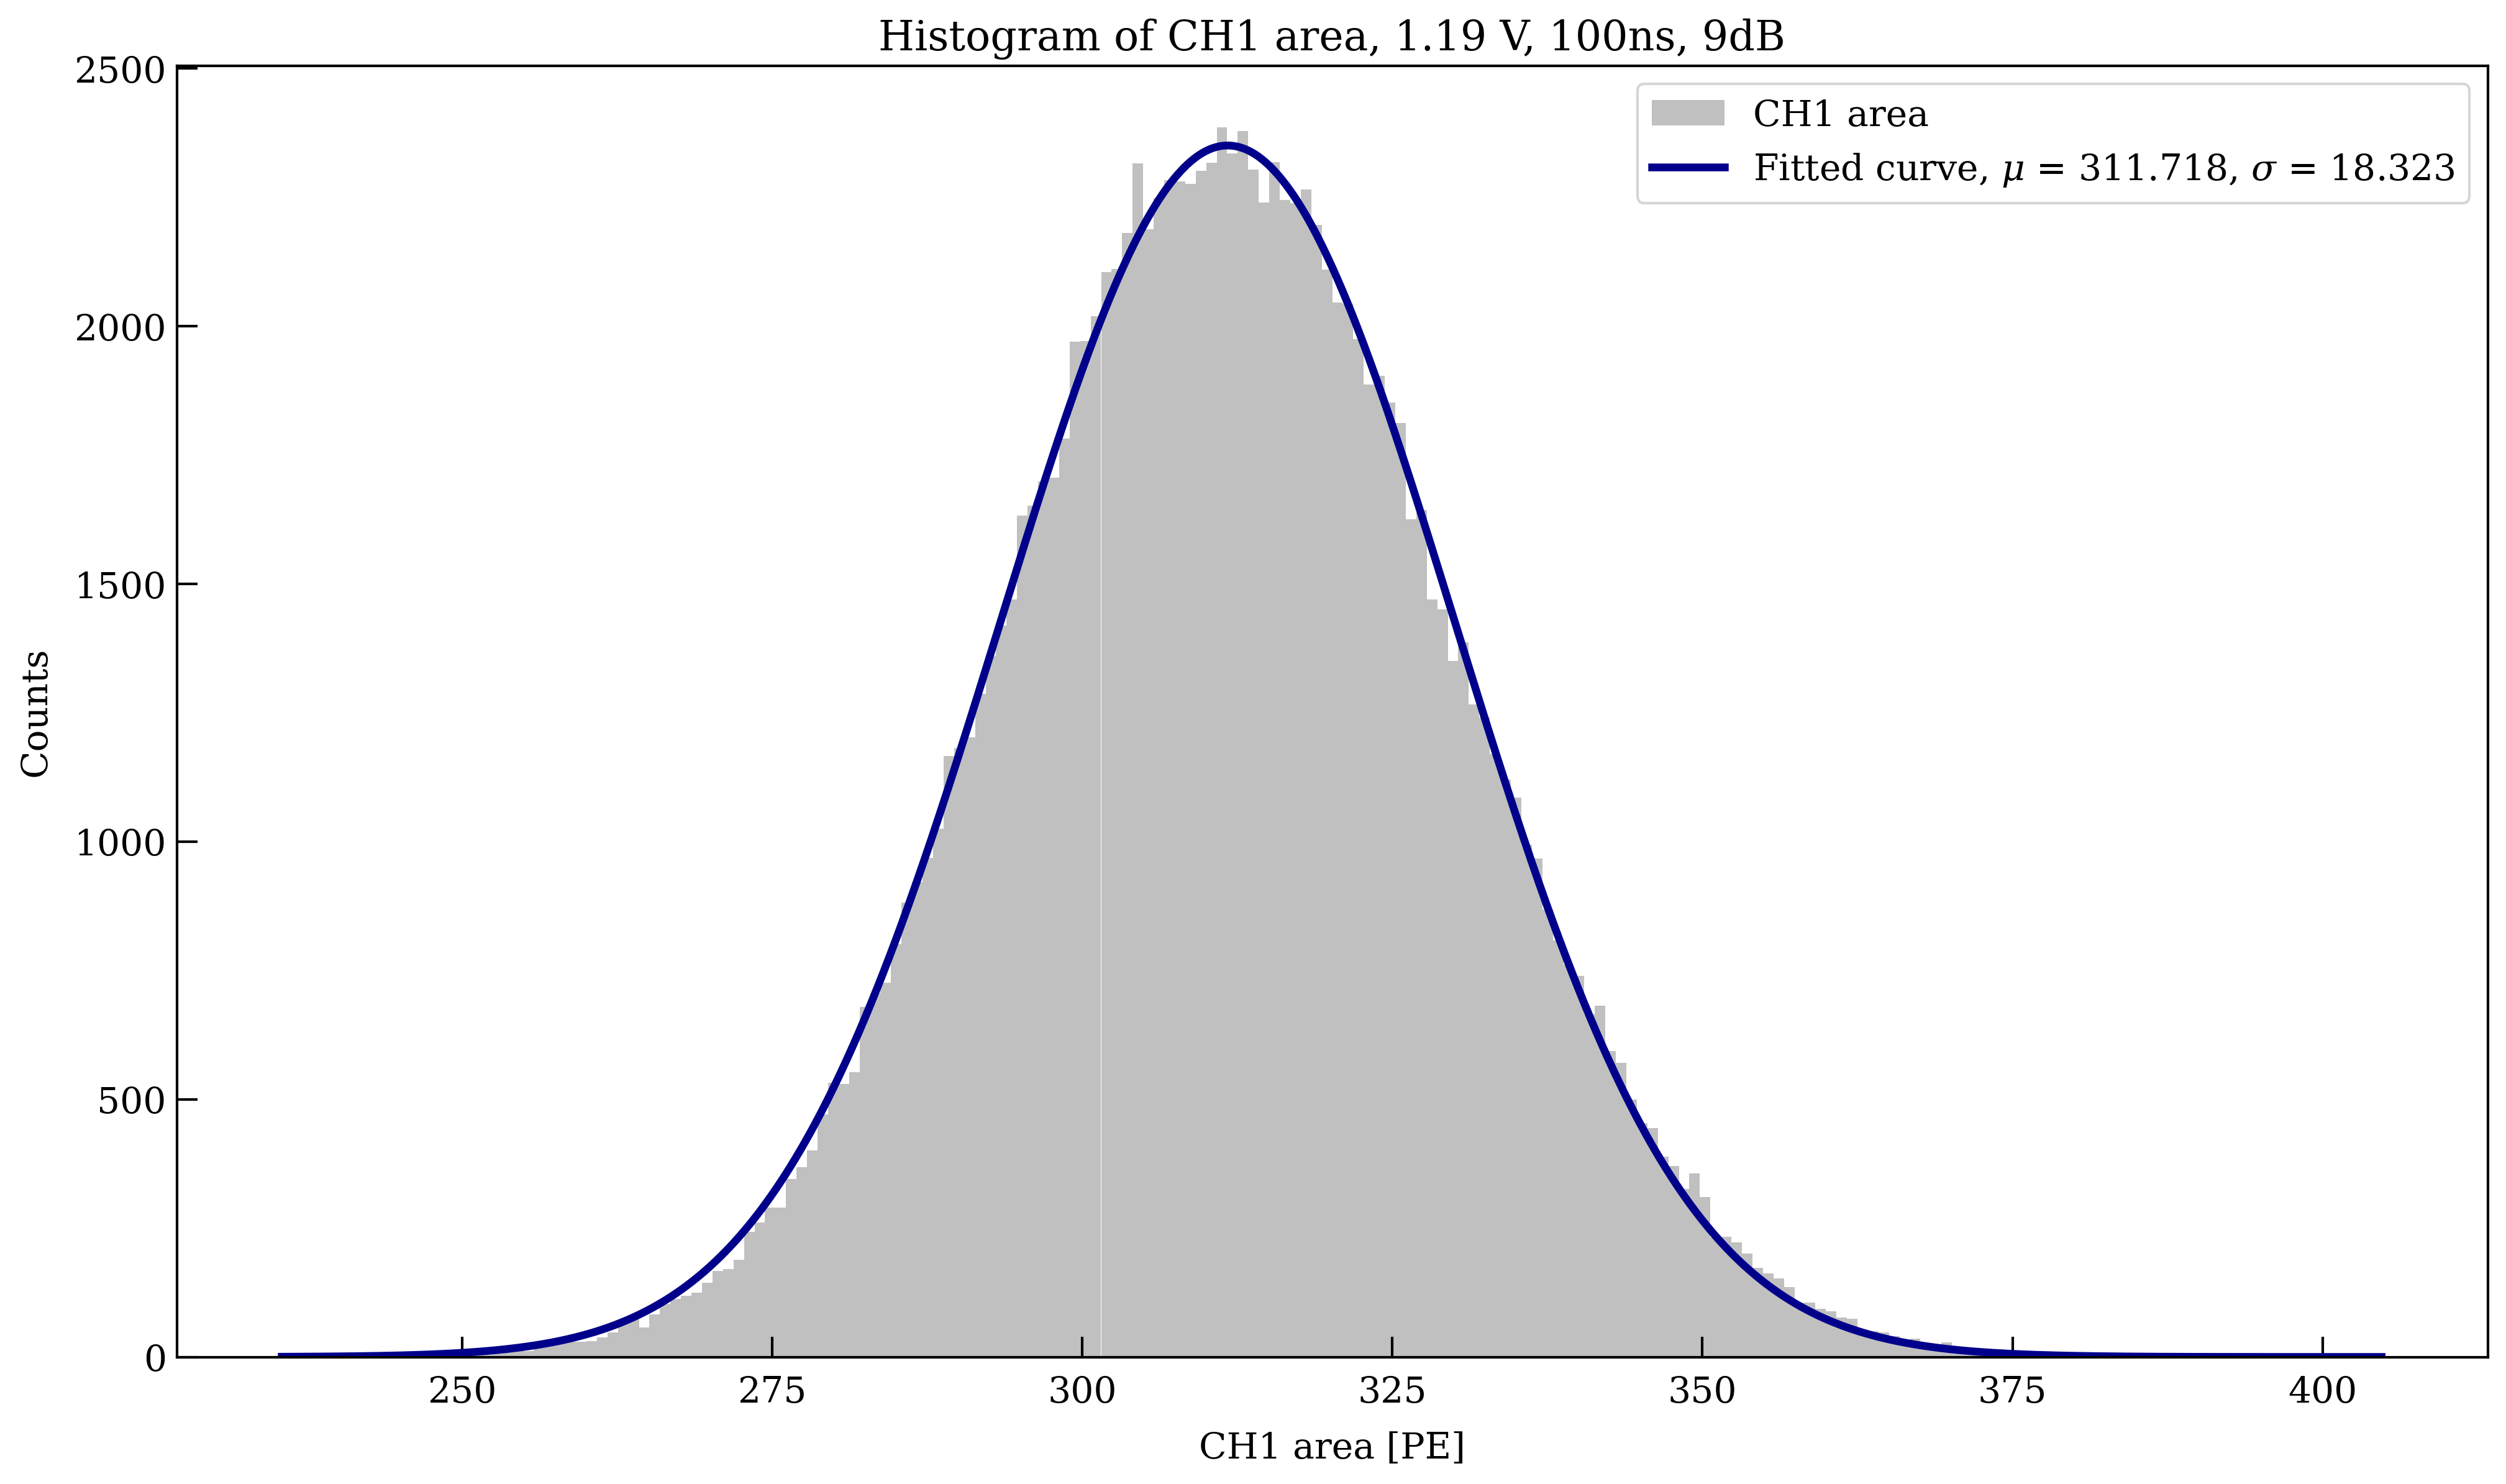 Histogram of CH1 area, 1.19 V, 100ns, 9dB
CH1 area
Fitted curve, μ = 311.718, σ = 18.323
Counts
2500
2000
1500
1000
500
0
250 275 300 325 350 375 400
CH1 area [PE]